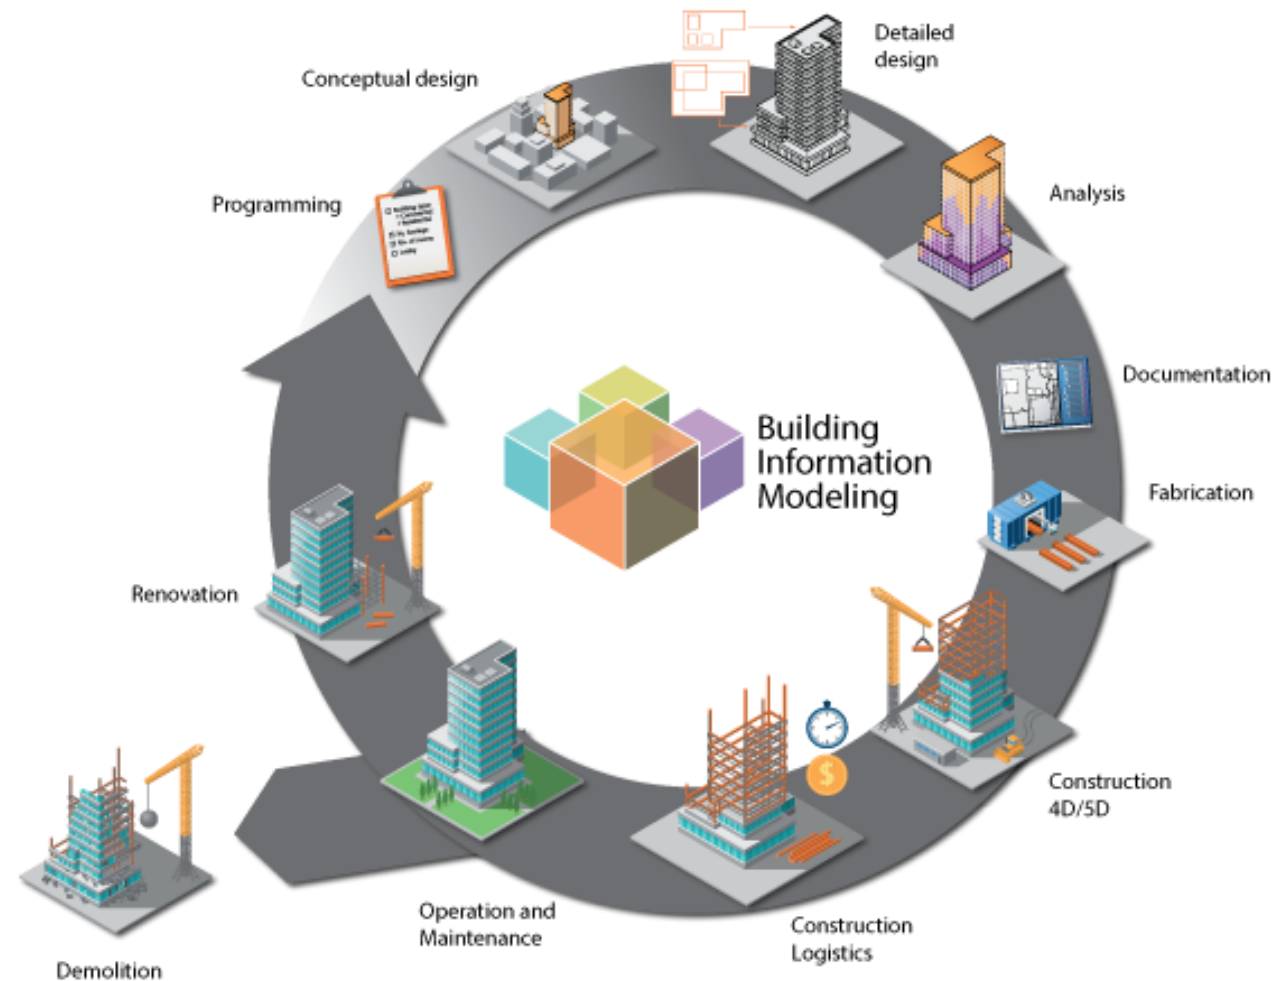 Detailed
design
Conceptual design
Programming
Analysis
Documentation
Building
Information
Modeling
Fabrication
Renovation
Construction
4D/5D
Operation and
Maintenance
Construction
Logistics
Demolition
$